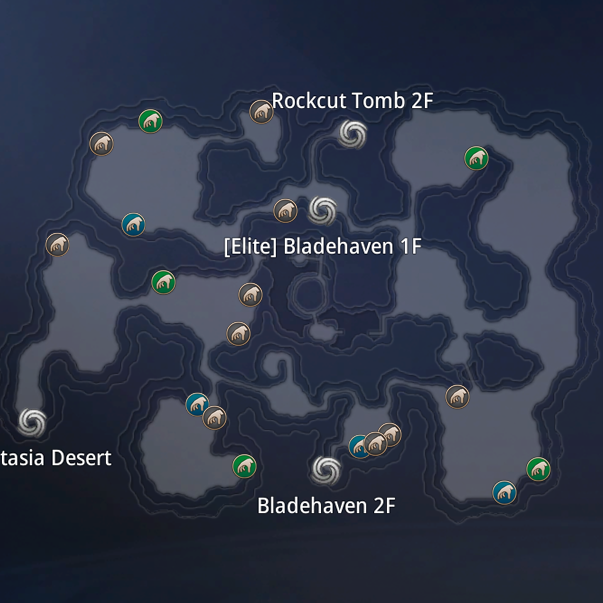 Rockcut Tomb 2F
[Elite] Bladehaven 1F
tasia Desert
Bladehaven 2F